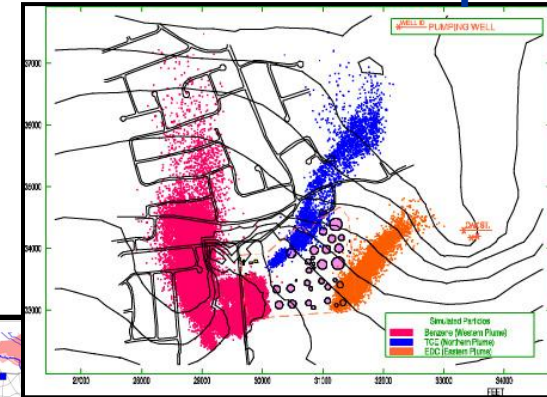 WELL ID PUMPING WELL
37000
36000
35000
34000
33000
Simulated Particles
Benzene (Western Plume)
TCE (Northern Plume)
EDC (Eastern Plume)
27000 28000 29000 30000 31000 32000 33000 34000
FEET